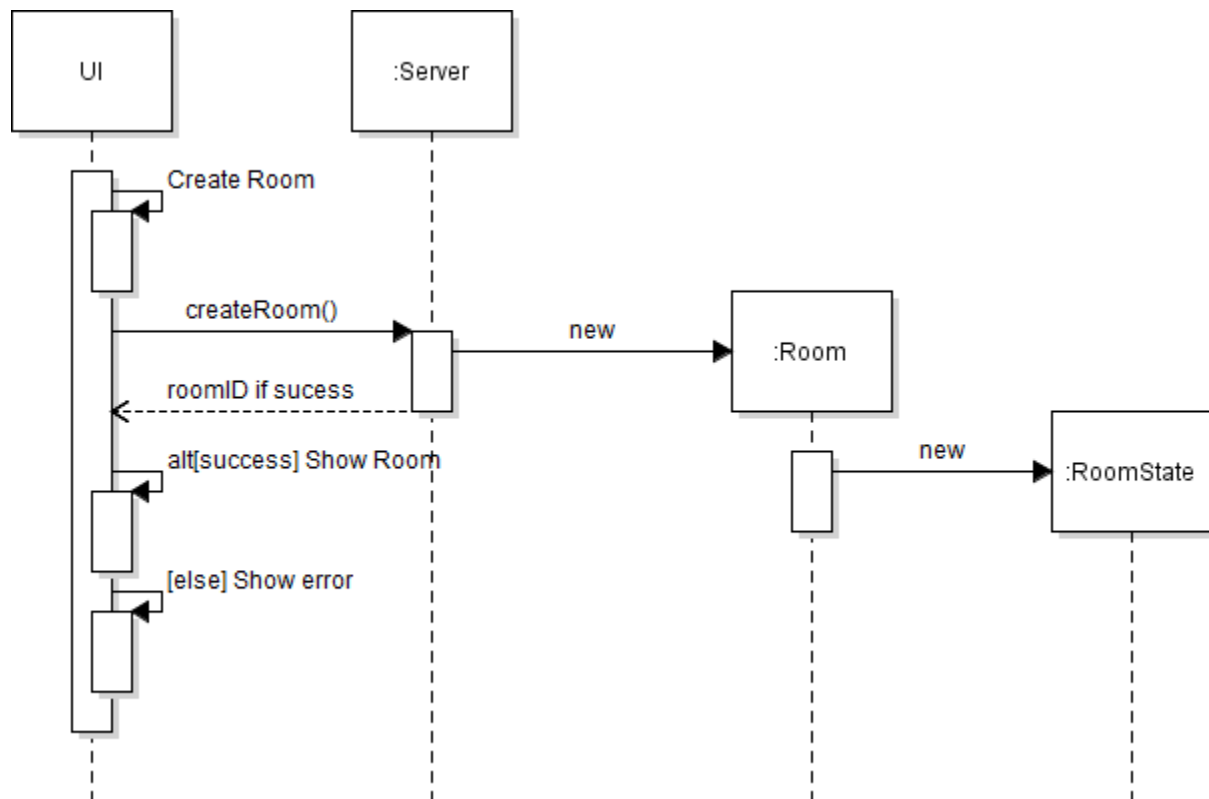 UI
:Server
Create Room
createRoom()
new
:Room
roomID if sucess
new
alt[success] Show Room
:RoomState
[else] Show error